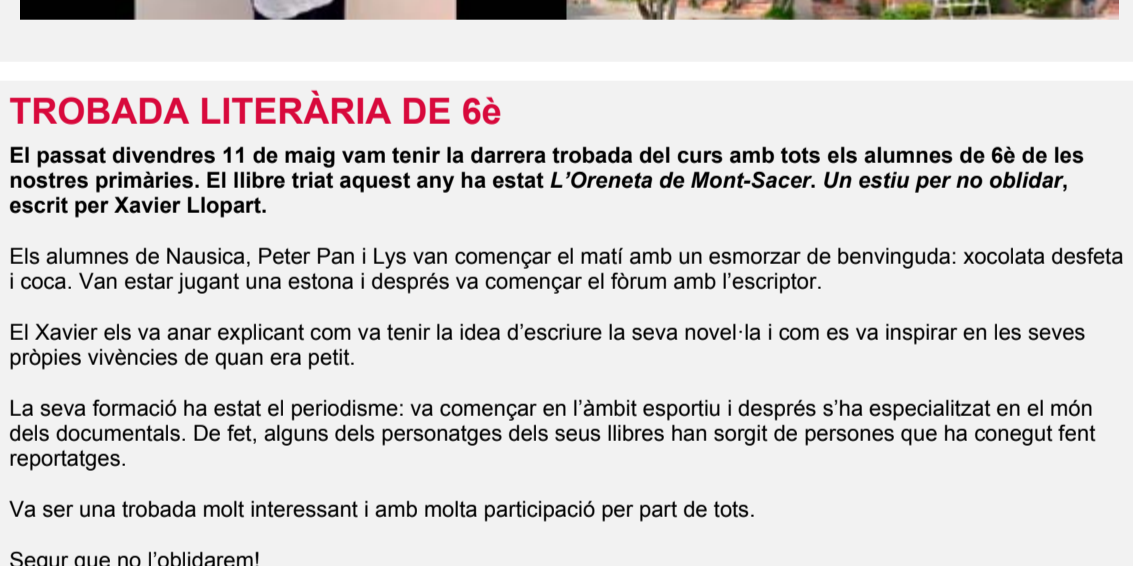 TROBADA LITERÀRIA DE 6è
El passat divendres 11 de maig vam tenir la darrera trobada del curs amb tots els alumnes de 6è de les
nostres primàries. El llibre triat aquest any ha estat L’Oreneta de Mont-Sacer. Un estiu per no oblidar,
escrit per Xavier Llopart.
Els alumnes de Nausica, Peter Pan i Lys van començar el matí amb un esmorzar de benvinguda: xocolata desfeta
i coca. Van estar jugant una estona i després va començar el fòrum amb l’escriptor.
El Xavier els va anar explicant com va tenir la idea d’escriure la seva novel·la i com es va inspirar en les seves
pròpies vivències de quan era petit.
La seva formació ha estat el periodisme: va començar en l’àmbit esportiu i després s’ha especialitzat en el món
dels documentals. De fet, alguns dels personatges dels seus llibres han sorgit de persones que ha conegut fent
reportatges.
Va ser una trobada molt interessant i amb molta participació per part de tots.
Segur que no l’oblidarem!